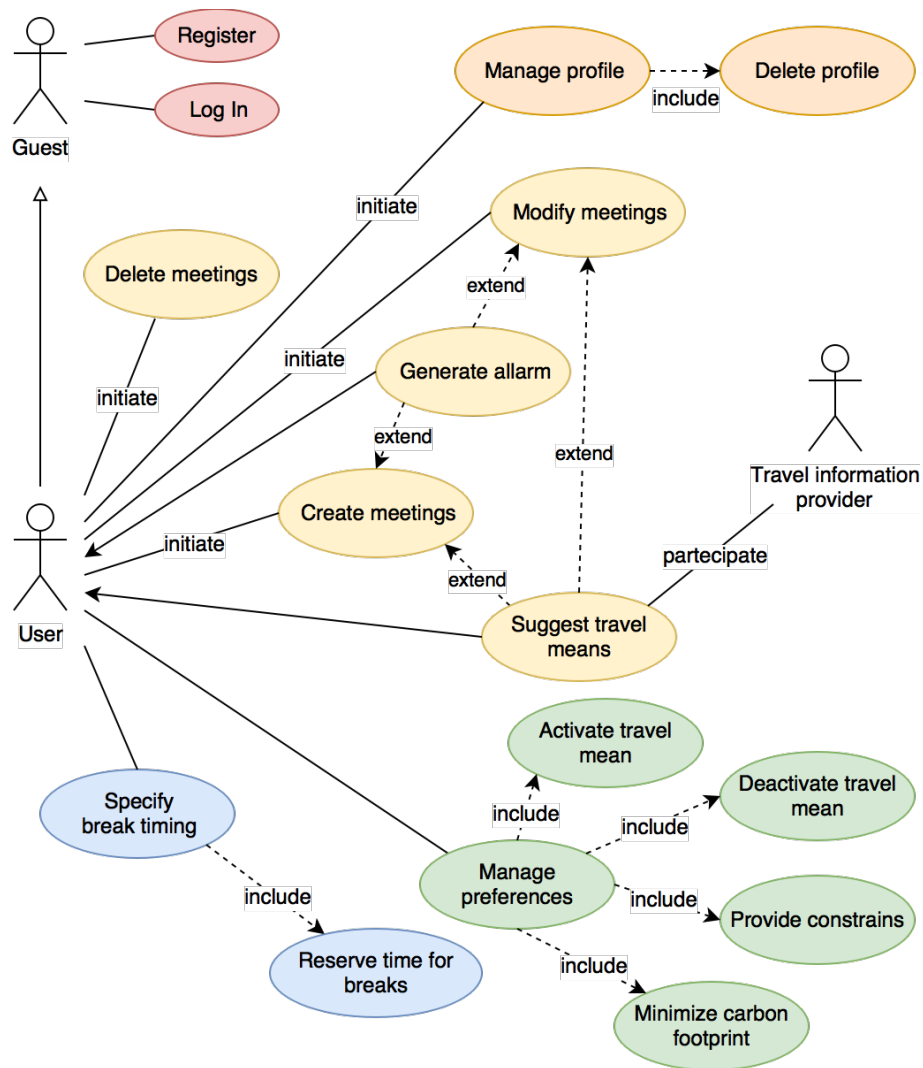 Register
Manage profile
include
Delete profile
Log In
Guest
initiate
Modify meetings
Delete meetings
extend
initiate
initiate
Generate allarm
extend
extend
Travel information
provider
Create meetings
initiate
partecipate
extend
Suggest travel
means
User
Activate travel
mean
Deactivate travel
mean
Specify
break timing
include
include
Manage
preferences
include
include
Provide constrains
Reserve time for
breaks
include
Minimize carbon
footprint